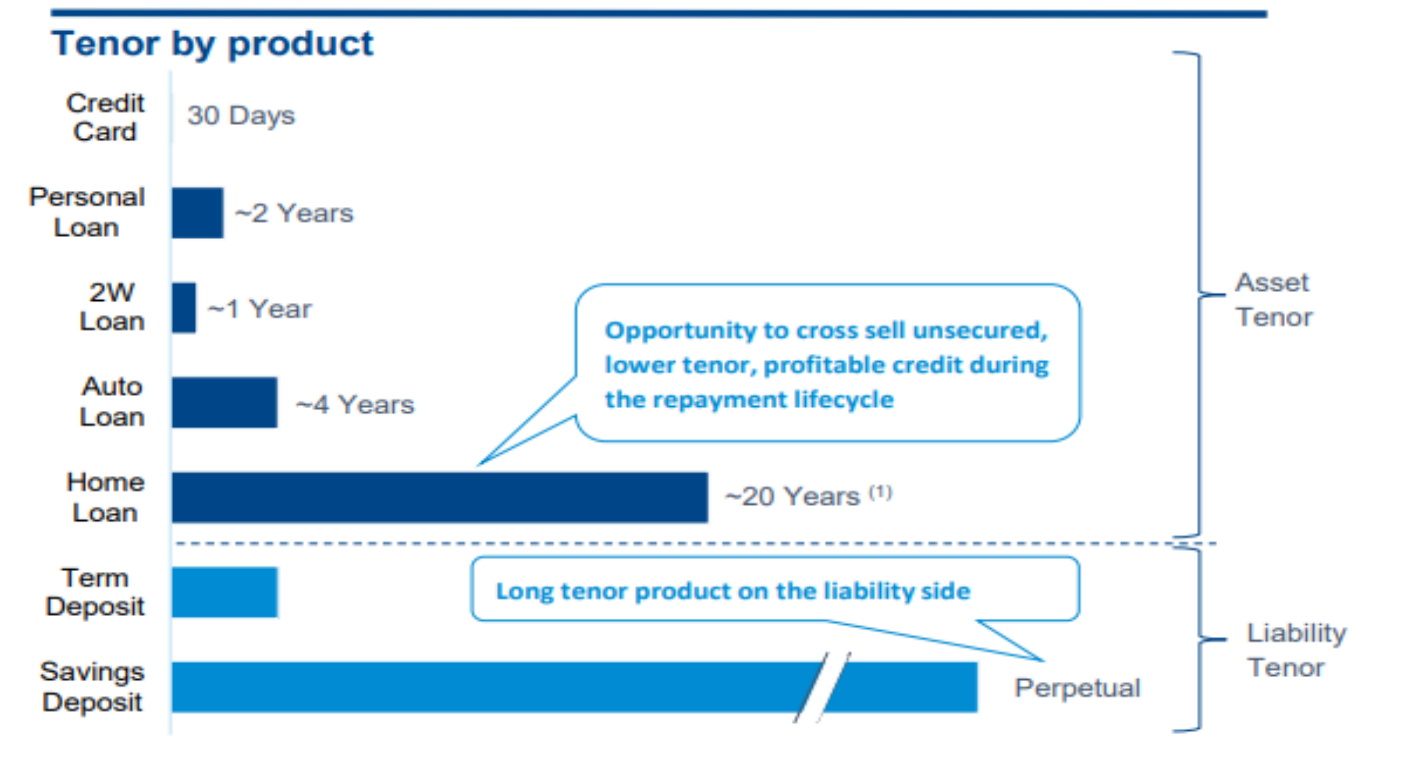 Tenor by product
Credit
Card
30 Days
Personal
Loan
~2 Years
2W
Loan
~1 Year
Auto
Loan
~4 Years
Opportunity to cross sell unsecured,
lower tenor, profitable credit during
the repayment lifecycle
Asset
Tenor
Home
Loan
~20 Years (1)
Term
Deposit
Long tenor product on the liability side
Savings
Deposit
Perpetual
Liability
Tenor